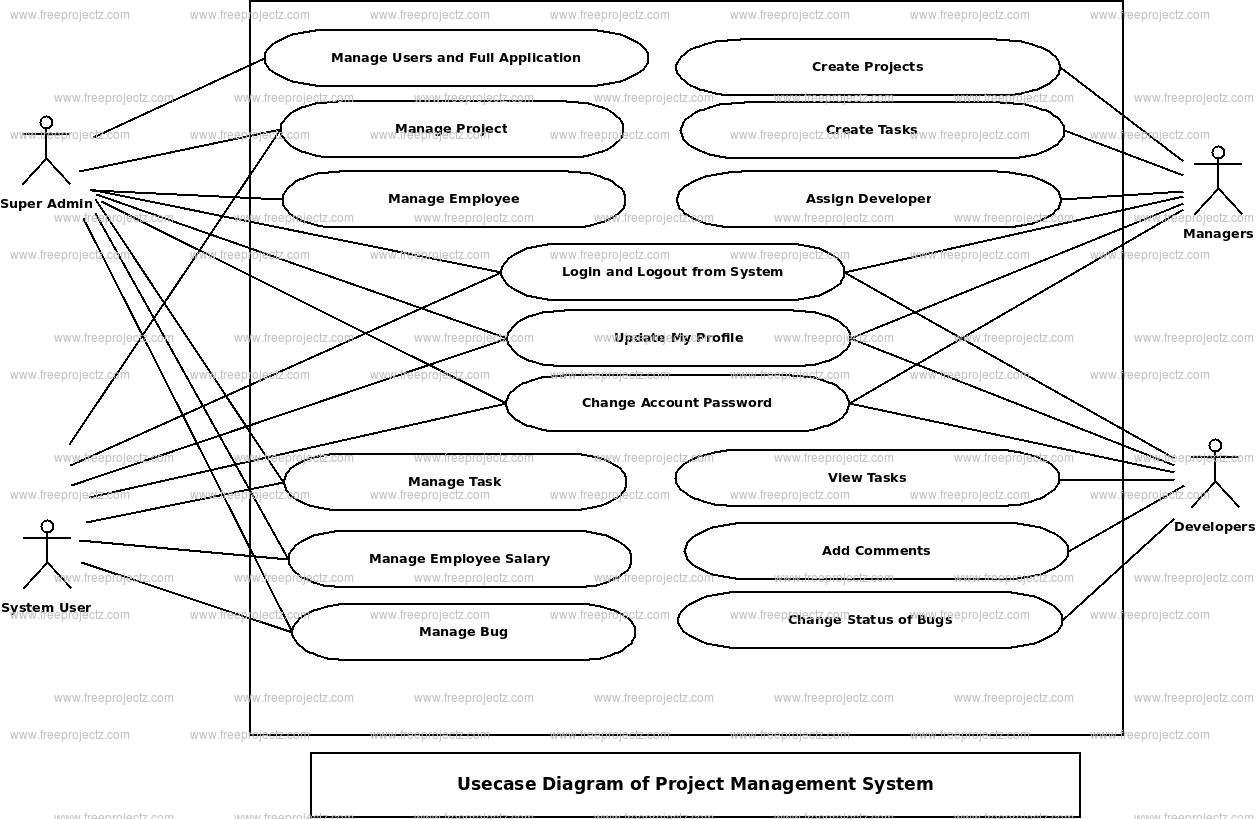 Manage Users and Full Application
Create Projects
Manage Project
Create Tasks
Super Admin
Manage Employee
Assign Developer
Managers
Login and Logout from System
Update My Profile
Change Account Password
Manage Task
View Tasks
Developers
Manage Employee Salary
Add Comments
System User
Manage Bug
Change Status of Bugs
Usecase Diagram of Project Management System
www.freeprojectz.com